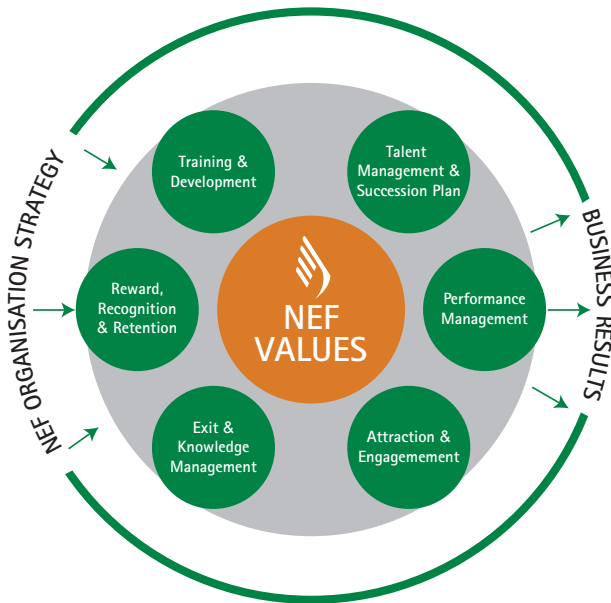 NEF ORGANISATION STRATEGY
Training &
Development
Talent
Management &
Succession Plan
Reward,
Recognition
& Retention
NEF
VALUES
Performance
Management
Exit &
Knowledge
Management
Attraction &
Engagemement
BUSINESS RESULTS